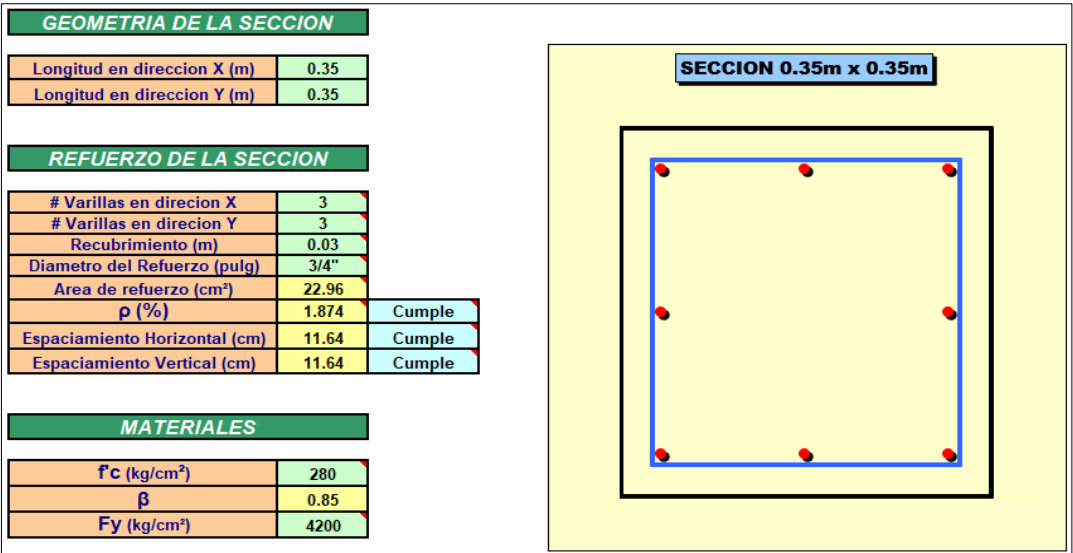 GEOMETRIA DE LA SECCION
Longitud en direccion X (m) 0.35
Longitud en direccion Y (m) 0.35
REFUERZO DE LA SECCION
# Varillas en direcion X 3
# Varillas en direcion Y 3
Recubrimiento (m) 0.03
Diametro del Refuerzo (pulg) 3/4"
Area de refuerzo (cm²) 22.96
ρ (%) 1.874 Cumple
Espaciamiento Horizontal (cm) 11.64 Cumple
Espaciamiento Vertical (cm) 11.64 Cumple
MATERIALES
f'c (kg/cm²) 280
β 0.85
Fy (kg/cm²) 4200
SECCION 0.35m x 0.35m